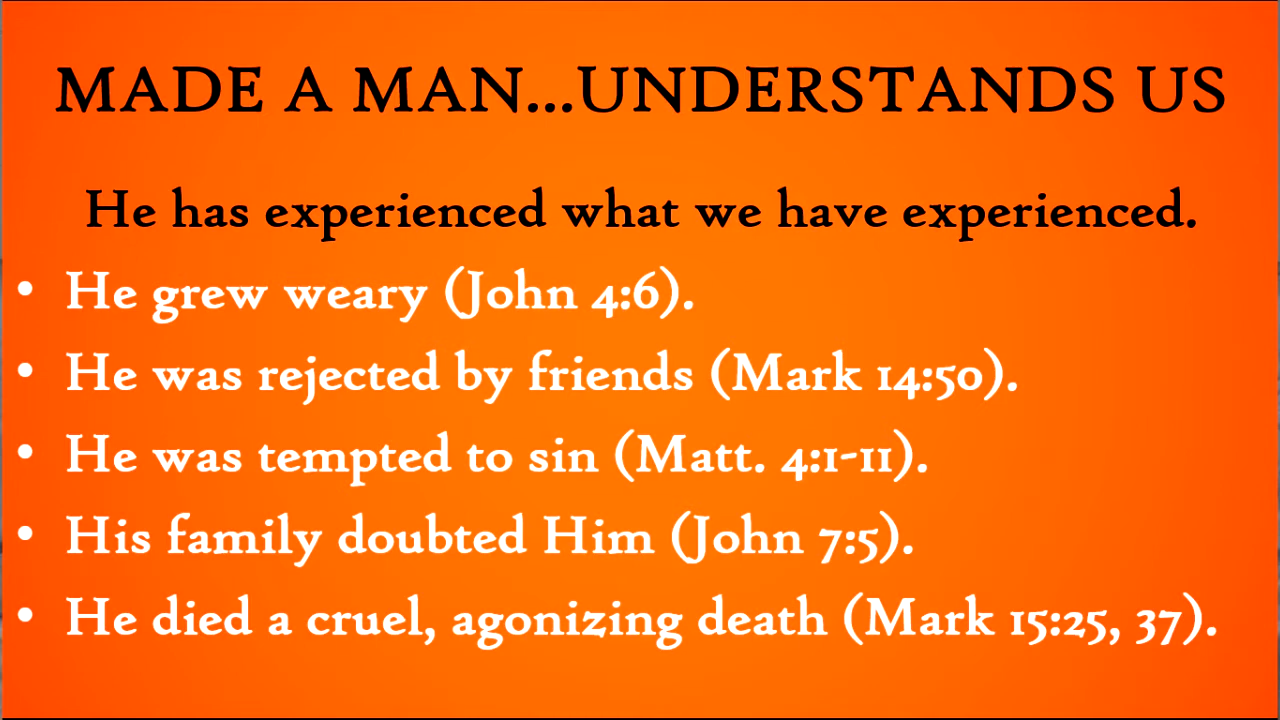 MADE A MAN...UNDERSTANDS US
He has experienced what we have experienced.
• He grew weary (John 4:6).
• He was rejected by friends (Mark 14:50).
• He was tempted to sin (Matt. 4:1-11).
• His family doubted Him (John 7:5).
• He died a cruel, agonizing death (Mark 15:25, 37).